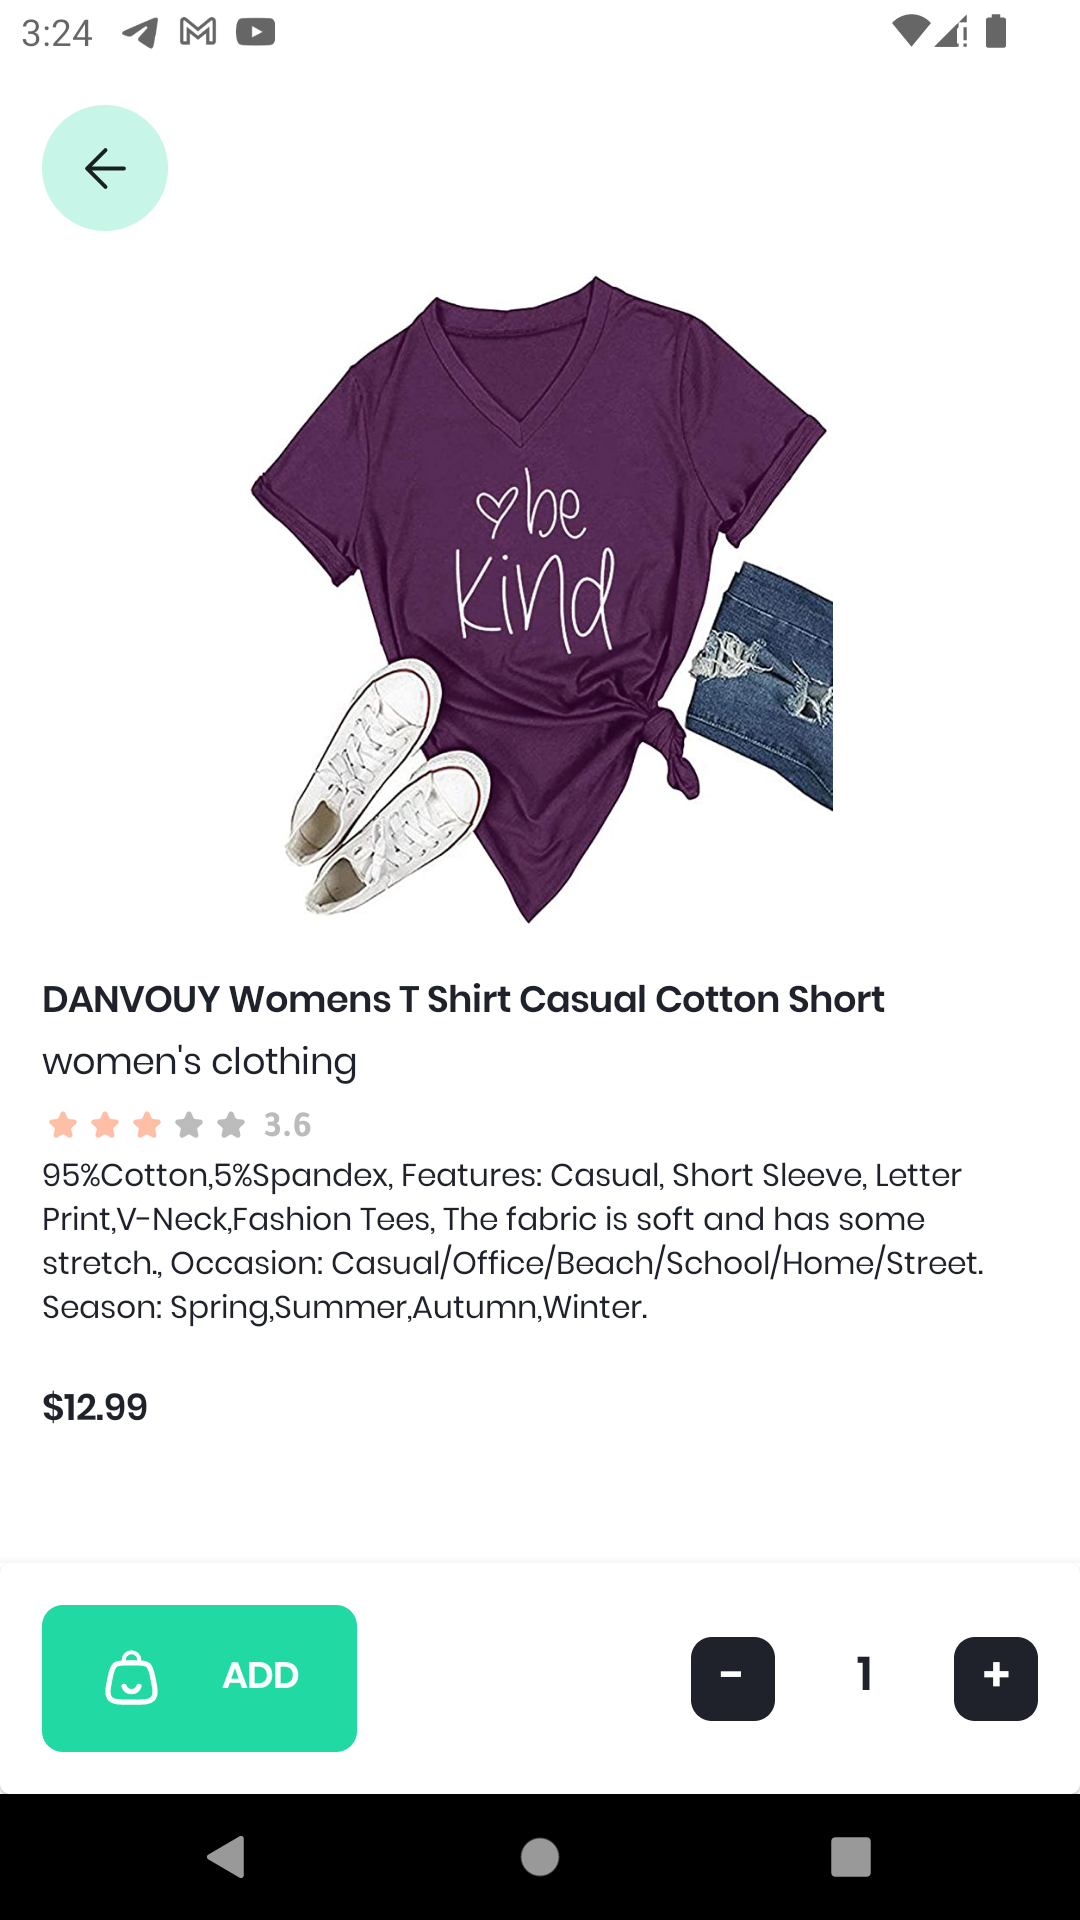 3:24
be
kind
DANVOUY Womens T Shirt Casual Cotton Short
women's clothing
3.6
95%Cotton,5%Spandex, Features: Casual, Short Sleeve, Letter
Print,V-Neck,Fashion Tees, The fabric is soft and has some
stretch., Occasion: Casual/Office/Beach/School/Home/Street.
Season: Spring,Summer,Autumn,Winter.
$12.99
ADD
- 1 +